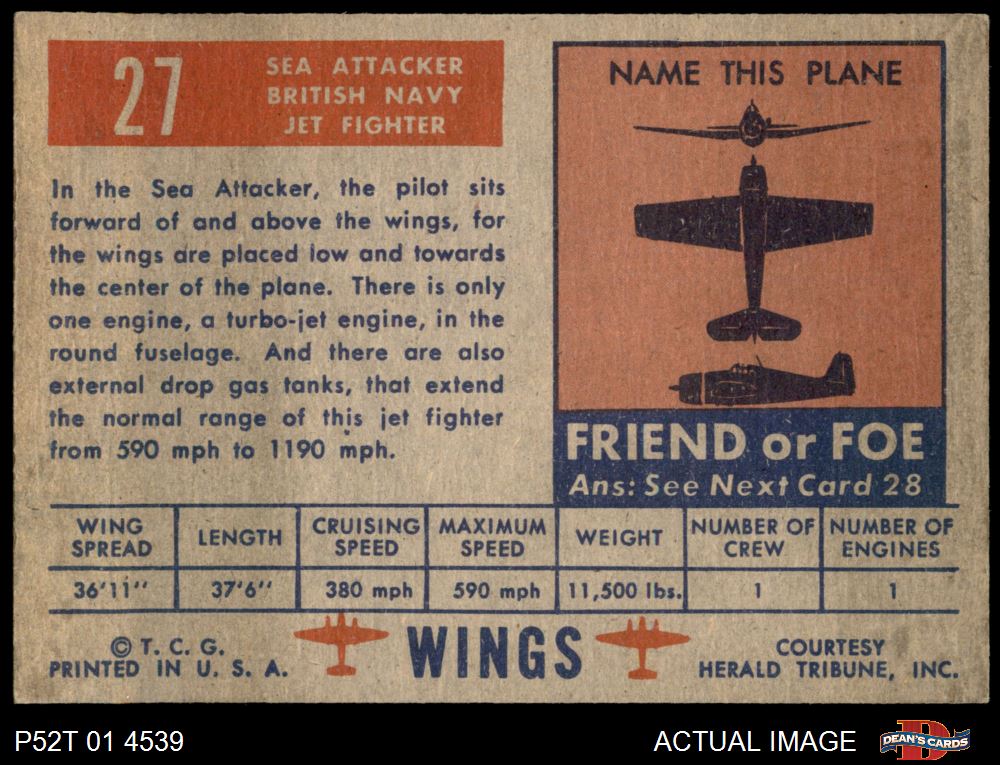 27
SEA ATTACKER
BRITISH NAVY
JET FIGHTER
In the Sea Attacker, the pilot sits
forward of and above the wings, for
the wings are placed low and towards
the center of the plane. There is only
one engine, a turbo-jet engine, in the
round fuselage. And there are also
external drop gas tanks, that extend
the normal range of this jet fighter
from 590 mph to 1190 mph.
NAME THIS PLANE
FRIEND or FOE
Ans: See Next Card 28
WING SPREAD
LENGTH
CRUISING SPEED
MAXIMUM SPEED
WEIGHT
NUMBER OF CREW
NUMBER OF ENGINES
36'11''
37'6''
380 mph
590 mph
11,500 lbs.
1
1
© T. C. G.
PRINTED IN U. S. A.
WINGS
COURTESY
HERALD TRIBUNE, INC.
P52T 01 4539
ACTUAL IMAGE
DEAN'S CARDS